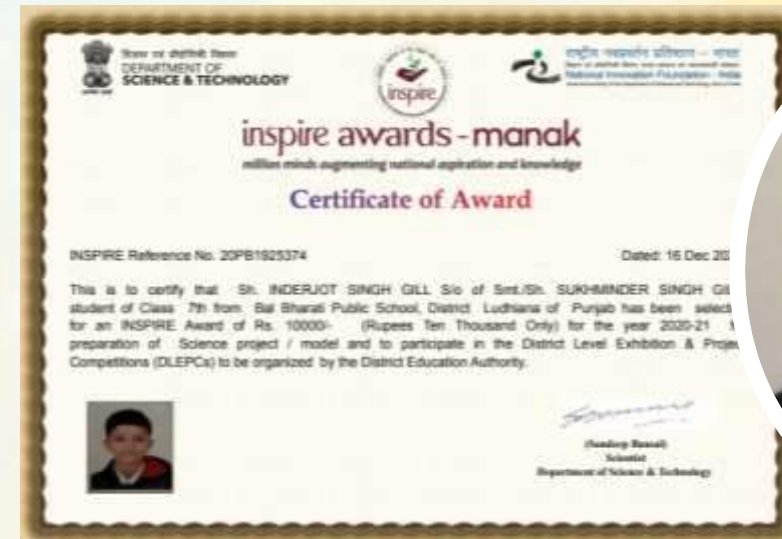 DEPARTMENT OF
SCIENCE & TECHNOLOGY
inspire
National Innovation Foundation - India
inspire awards - manak
million minds augmenting national aspiration and knowledge
Certificate of Award
INSPIRE Reference No. 20PB1925374
Dated: 16 Dec 20
This is to certify that Sh. INDERJOT SINGH GILL S/o of Smt./Sh. SUKHMINDER SINGH
student of Class 7th from Bal Bharati Public School, District Ludhiana of Punjab has been
for an INSPIRE Award of Rs. 10000/- (Rupees Ten Thousand Only) for the year 2020-21
preparation of Science project / model and to participate in the District Level Exhibition &
Competitions (DLEPCs) to be organized by the District Education Authority.
(Sandeep Bansal)
Scientist
Department of Science & Technology